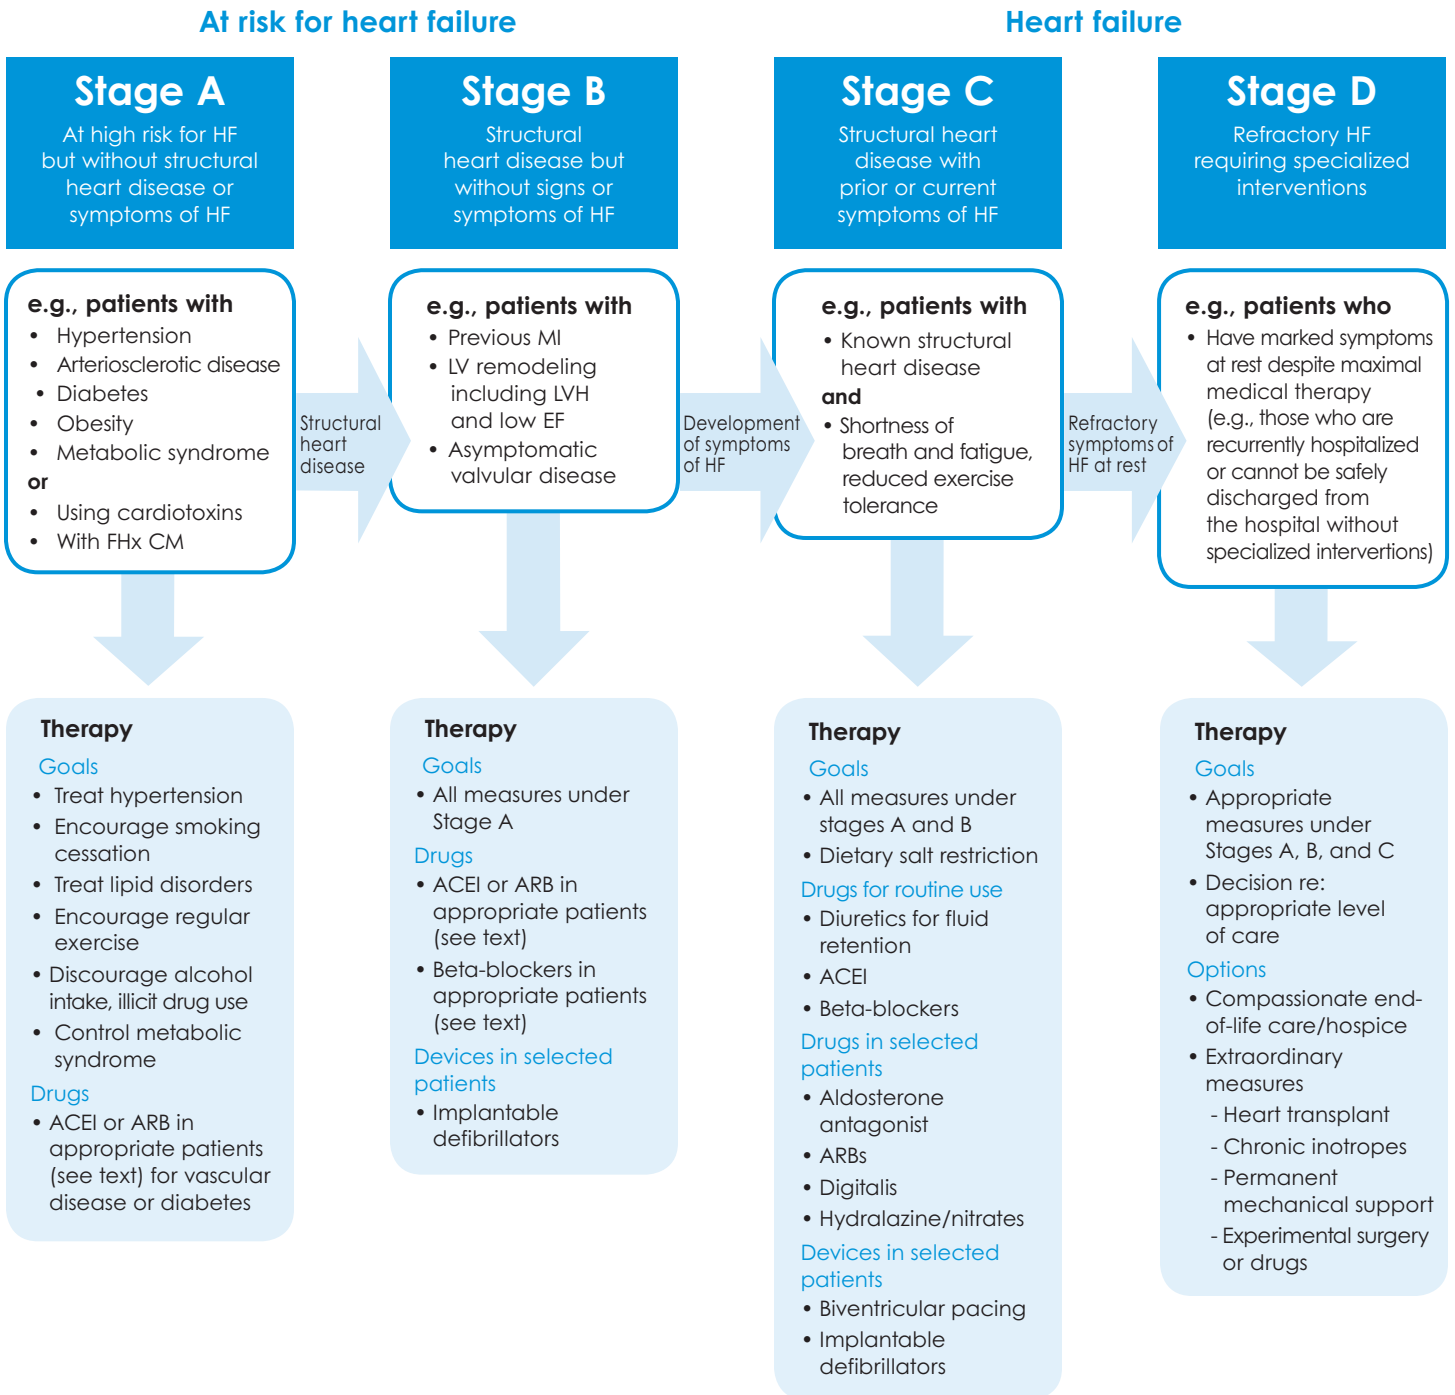 At risk for heart failure
Heart failure
Stage A
At high risk for HF
but without structural
heart disease or
symptoms of HF
e.g., patients with
• Hypertension
• Arteriosclerotic disease
• Diabetes
• Obesity
• Metabolic syndrome
or
• Using cardiotoxins
• With FHx CM
Structural
heart
disease
Therapy
Goals
• Treat hypertension
• Encourage smoking
cessation
• Treat lipid disorders
• Encourage regular
exercise
• Discourage alcohol
intake, illicit drug use
• Control metabolic
syndrome
Drugs
• ACEI or ARB in
appropriate patients
(see text) for vascular
disease or diabetes
Stage B
Structural
heart disease but
without signs or
symptoms of HF
e.g., patients with
• Previous MI
• LV remodeling
including LVH
and low EF
• Asymptomatic
valvular disease
Development
of symptoms
of HF
Therapy
Goals
• All measures under
Stage A
Drugs
• ACEI or ARB in
appropriate patients
(see text)
• Beta-blockers in
appropriate patients
(see text)
Devices in selected
patients
• Implantable
defibrillators
Stage C
Structural heart
disease with
prior or current
symptoms of HF
e.g., patients with
• Known structural
heart disease
and
• Shortness of
breath and fatigue,
reduced exercise
tolerance
Refractory
symptoms of
HF at rest
Therapy
Goals
• All measures under
stages A and B
• Dietary salt restriction
Drugs for routine use
• Diuretics for fluid
retention
• ACEI
• Beta-blockers
Drugs in selected
patients
• Aldosterone
antagonist
• ARBs
• Digitalis
• Hydralazine/nitrates
Devices in selected
patients
• Biventricular pacing
• Implantable
defibrillators
Stage D
Refractory HF
requiring specialized
interventions
e.g., patients who
• Have marked symptoms
at rest despite maximal
medical therapy
(e.g., those who are
recurrently hospitalized
or cannot be safely
discharged from
the hospital without
specialized intervertions)
Therapy
Goals
• Appropriate
measures under
Stages A, B, and C
• Decision re:
appropriate level
of care
Options
• Compassionate end-
of-life care/hospice
• Extraordinary
measures
- Heart transplant
- Chronic inotropes
- Permanent
mechanical support
- Experimental surgery
or drugs